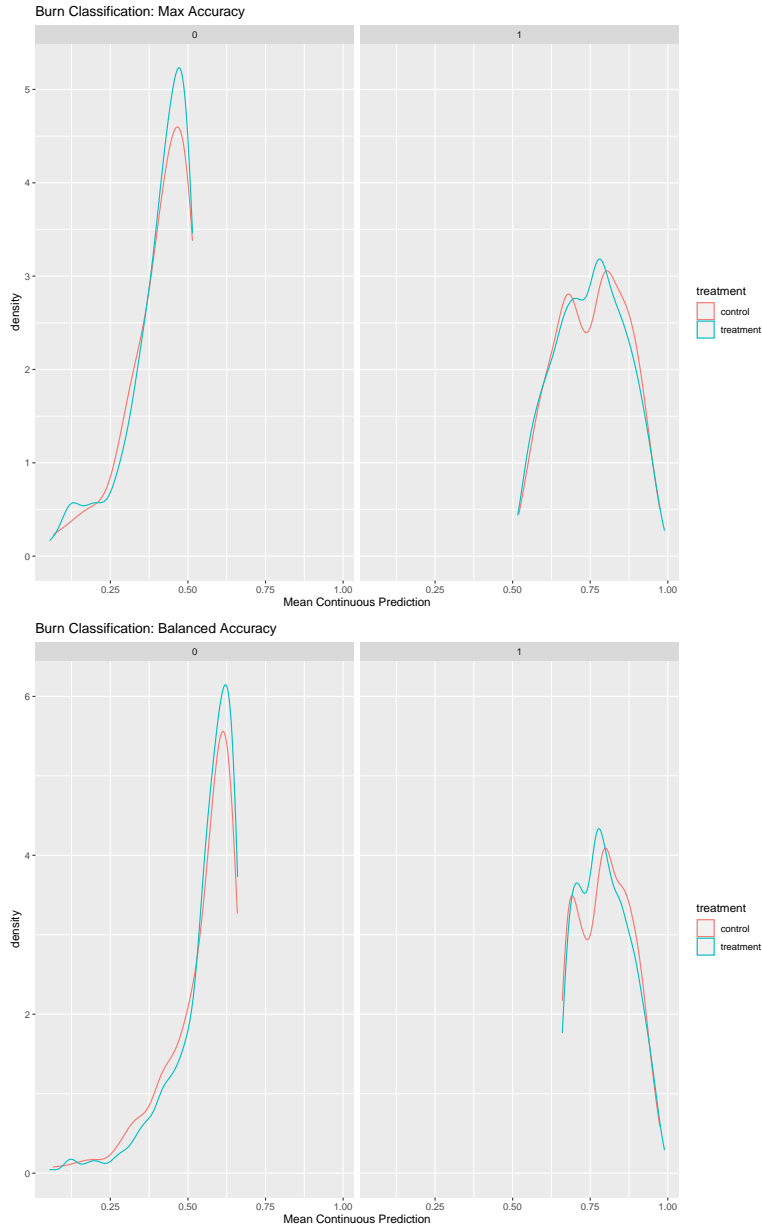 Burn Classification: Max Accuracy
0 1
5
4
3
2
1
0
density
0.25 0.50 0.75 1.00 0.25 0.50 0.75 1.00
Mean Continuous Prediction
treatment
control
treatment
Burn Classification: Balanced Accuracy
0 1
6
4
2
0
density
0.25 0.50 0.75 1.00 0.25 0.50 0.75 1.00
Mean Continuous Prediction
treatment
control
treatment